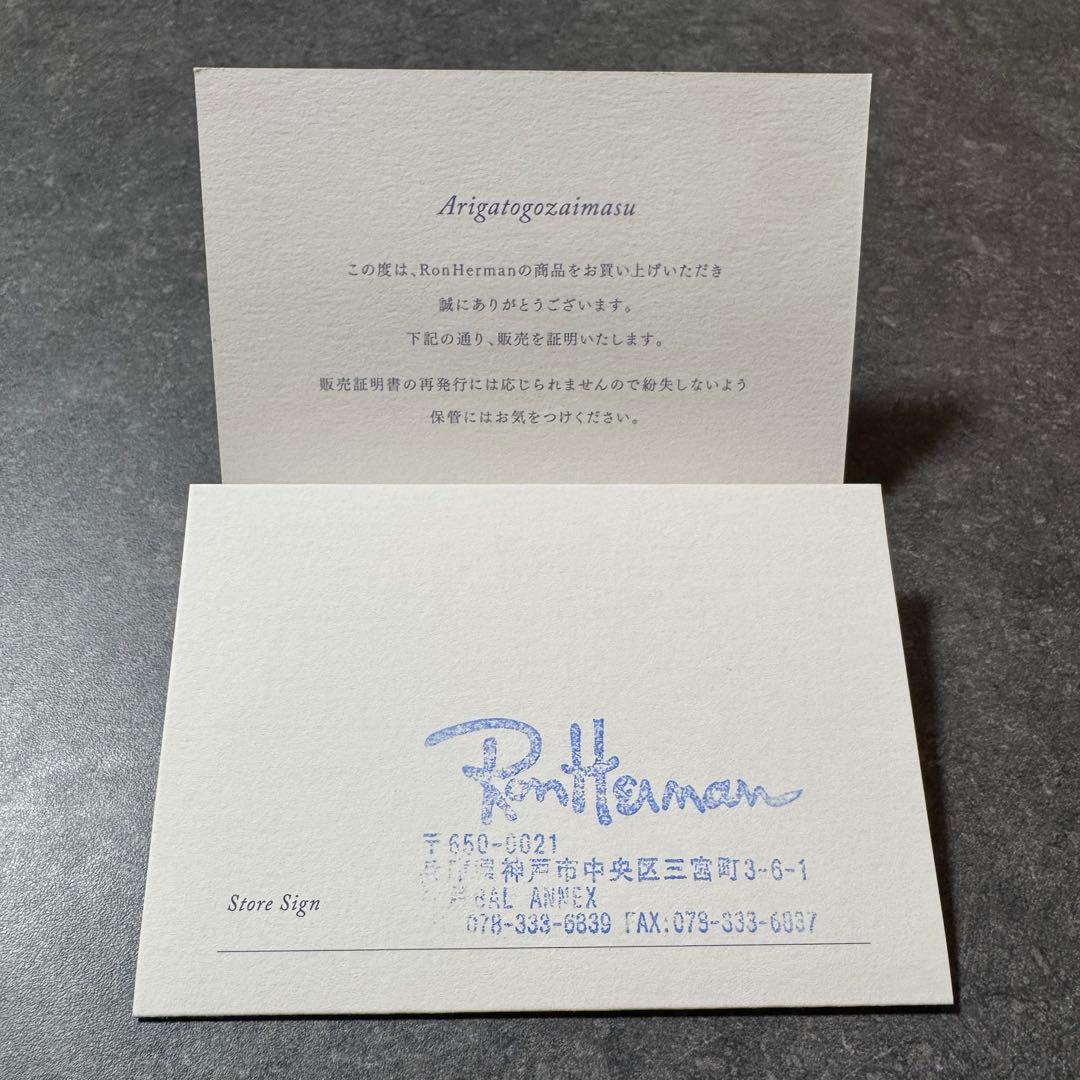 Arigatogozaimasu
この度は、RonHermanの商品をお買い上げいただき
誠にありがとうございます。
下記の通り、販売を証明いたします。
販売証明書の再発行には応じられませんので紛失しないよう
保管にはお気をつけください。
RonHerman
〒650-0021
兵庫県神戸市中央区三宮町3-6-1
BAL ANNEX
Store Sign
078-333-6839 FAX:078-333-6837